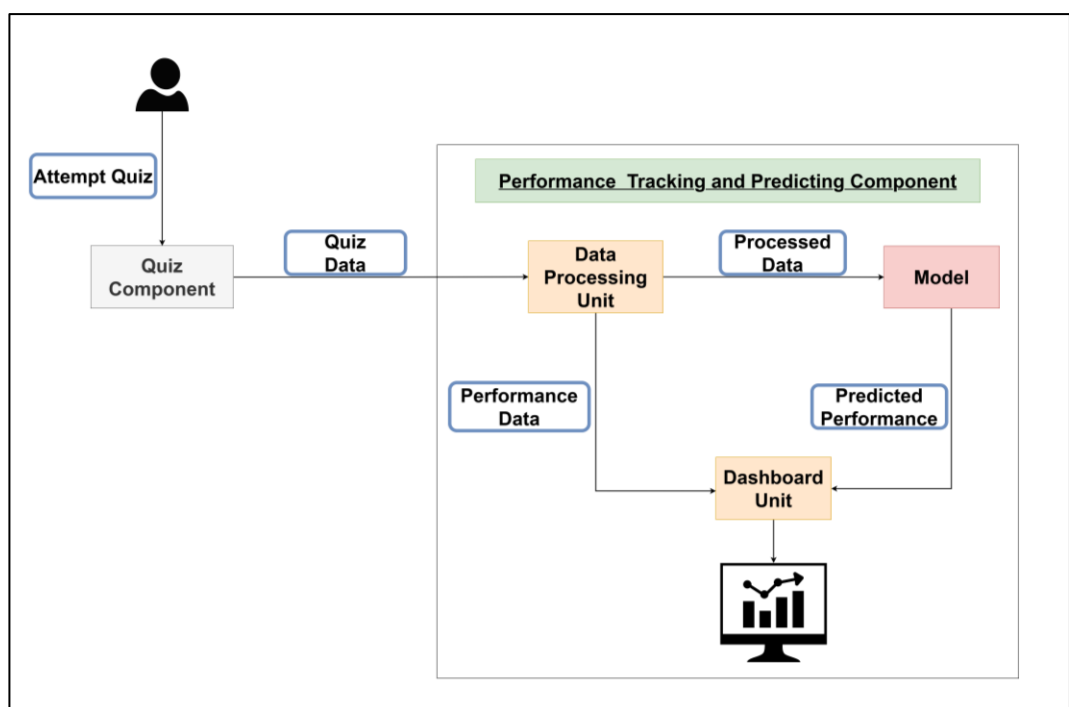 Attempt Quiz
Performance Tracking and Predicting Component
Quiz
Component
Quiz
Data
Data
Processing
Unit
Processed
Data
Model
Performance
Data
Predicted
Performance
Dashboard
Unit